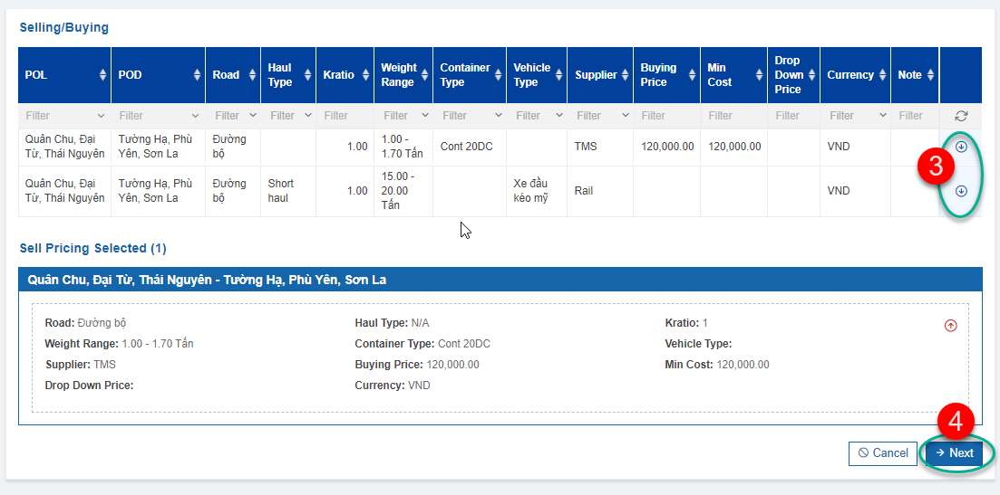 Selling/Buying
POL POD Road Haul Type Kratio Weight Range Container Type Vehicle Type Supplier Buying Price Min Cost Drop Down Price Currency Note
Filter Filter Filter Filter Filter Filter Filter Filter Filter Filter Filter Filter Filter Filter
Quân Chu, Đại Từ, Thái Nguyên Tường Hạ, Phù Yên, Sơn La Đường bộ 1.00 1.00 - 1.70 Tấn Cont 20DC TMS 120,000.00 120,000.00 VND
3
Quân Chu, Đại Từ, Thái Nguyên Tường Hạ, Phù Yên, Sơn La Đường bộ Short haul 1.00 15.00 - 20.00 Tấn Xe đầu kéo mỹ Rail VND
Sell Pricing Selected (1)
Quân Chu, Đại Từ, Thái Nguyên - Tường Hạ, Phù Yên, Sơn La
Road: Đường bộ Haul Type: N/A Kratio: 1
Weight Range: 1.00 - 1.70 Tấn Container Type: Cont 20DC Vehicle Type:
Supplier: TMS Buying Price: 120,000.00 Min Cost: 120,000.00
Drop Down Price: Currency: VND
4
Cancel Next